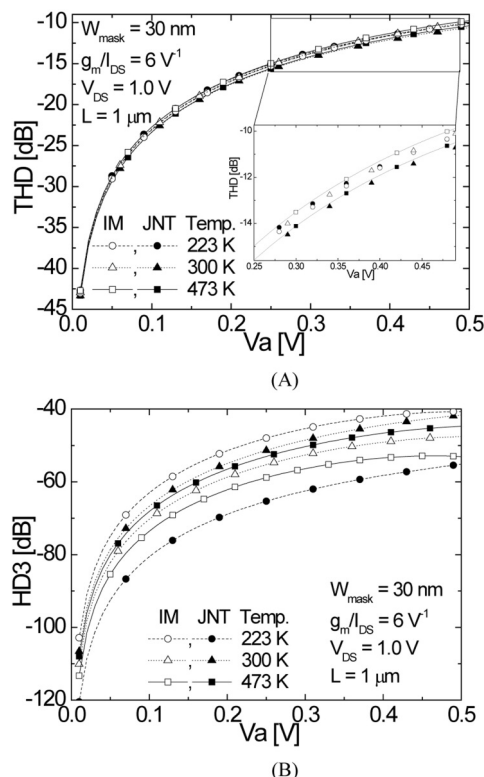 W_mask = 30 nm
g_m/I_DS = 6 V⁻¹
V_DS = 1.0 V
L = 1 μm
THD [dB]
-10
-15
-20
-25
-30
-35
-40
-45
IM JNT Temp.
, 223 K
, 300 K
, 473 K
THD [dB]
-10
-12
-14
0.25 0.30 0.35 0.40 0.45
Va [V]
0.0 0.1 0.2 0.3 0.4 0.5
Va [V]
(A)
HD3 [dB]
-40
-60
-80
-100
-120
W_mask = 30 nm
g_m/I_DS = 6 V⁻¹
V_DS = 1.0 V
L = 1 μm
IM JNT Temp.
, 223 K
, 300 K
, 473 K
0.0 0.1 0.2 0.3 0.4 0.5
Va [V]
(B)